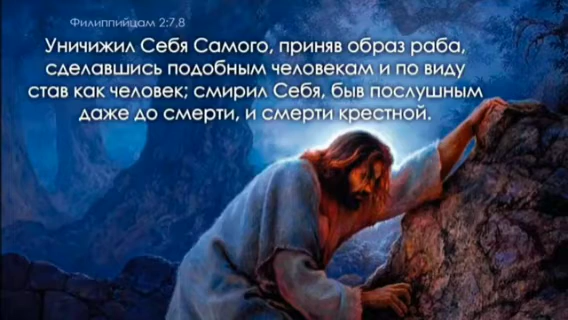 Филиппийцам 2:7,8
Уничижил Себя Самого, приняв образ раба,
сделавшись подобным человекам и по виду
став как человек; смирил Себя, быв послушным
даже до смерти, и смерти крестной.